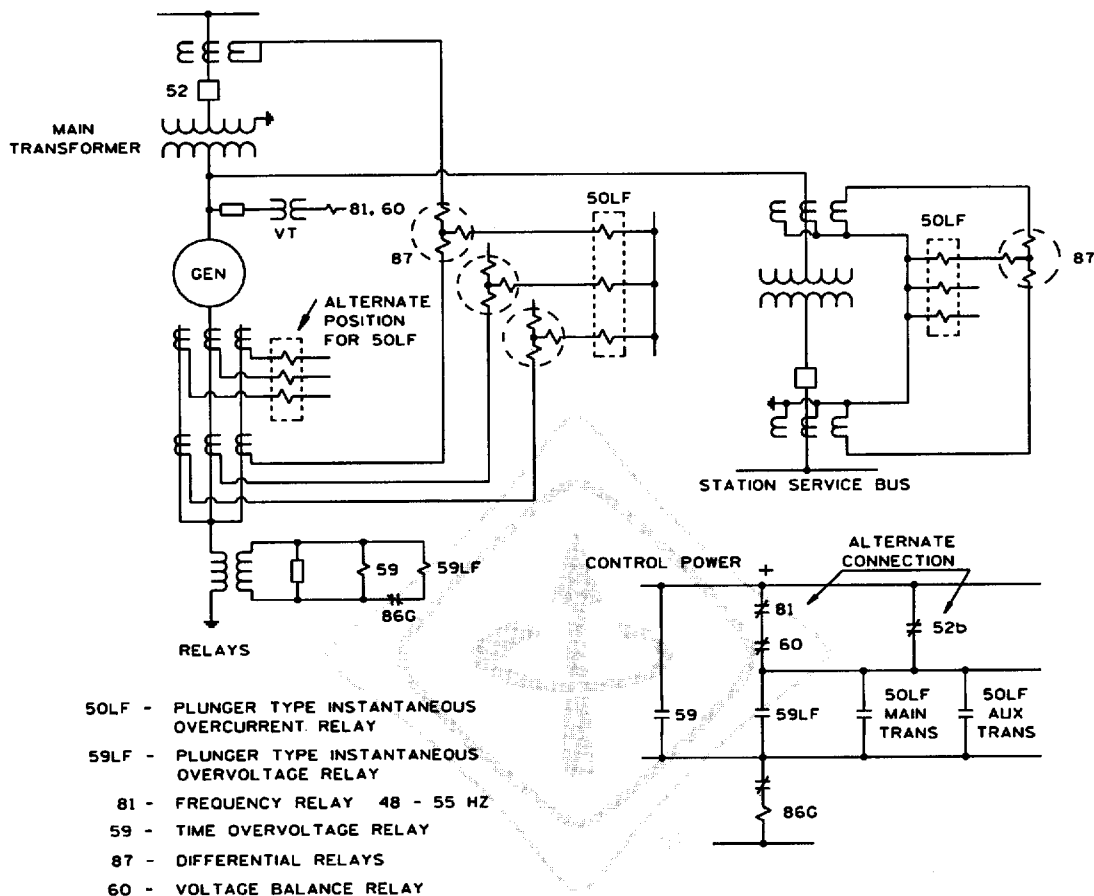 52
MAIN
TRANSFORMER
81, 60
VT
GEN
87
50LF
ALTERNATE
POSITION
FOR 50LF
50LF
87
STATION SERVICE BUS
59
59LF
86G
RELAYS
CONTROL POWER
+
ALTERNATE
CONNECTION
81
60
52b
59
59LF
50LF
MAIN
TRANS
50LF
AUX
TRANS
86G
50LF - PLUNGER TYPE INSTANTANEOUS
OVERCURRENT RELAY
59LF - PLUNGER TYPE INSTANTANEOUS
OVERVOLTAGE RELAY
81 - FREQUENCY RELAY 48 - 55 HZ
59 - TIME OVERVOLTAGE RELAY
87 - DIFFERENTIAL RELAYS
60 - VOLTAGE BALANCE RELAY